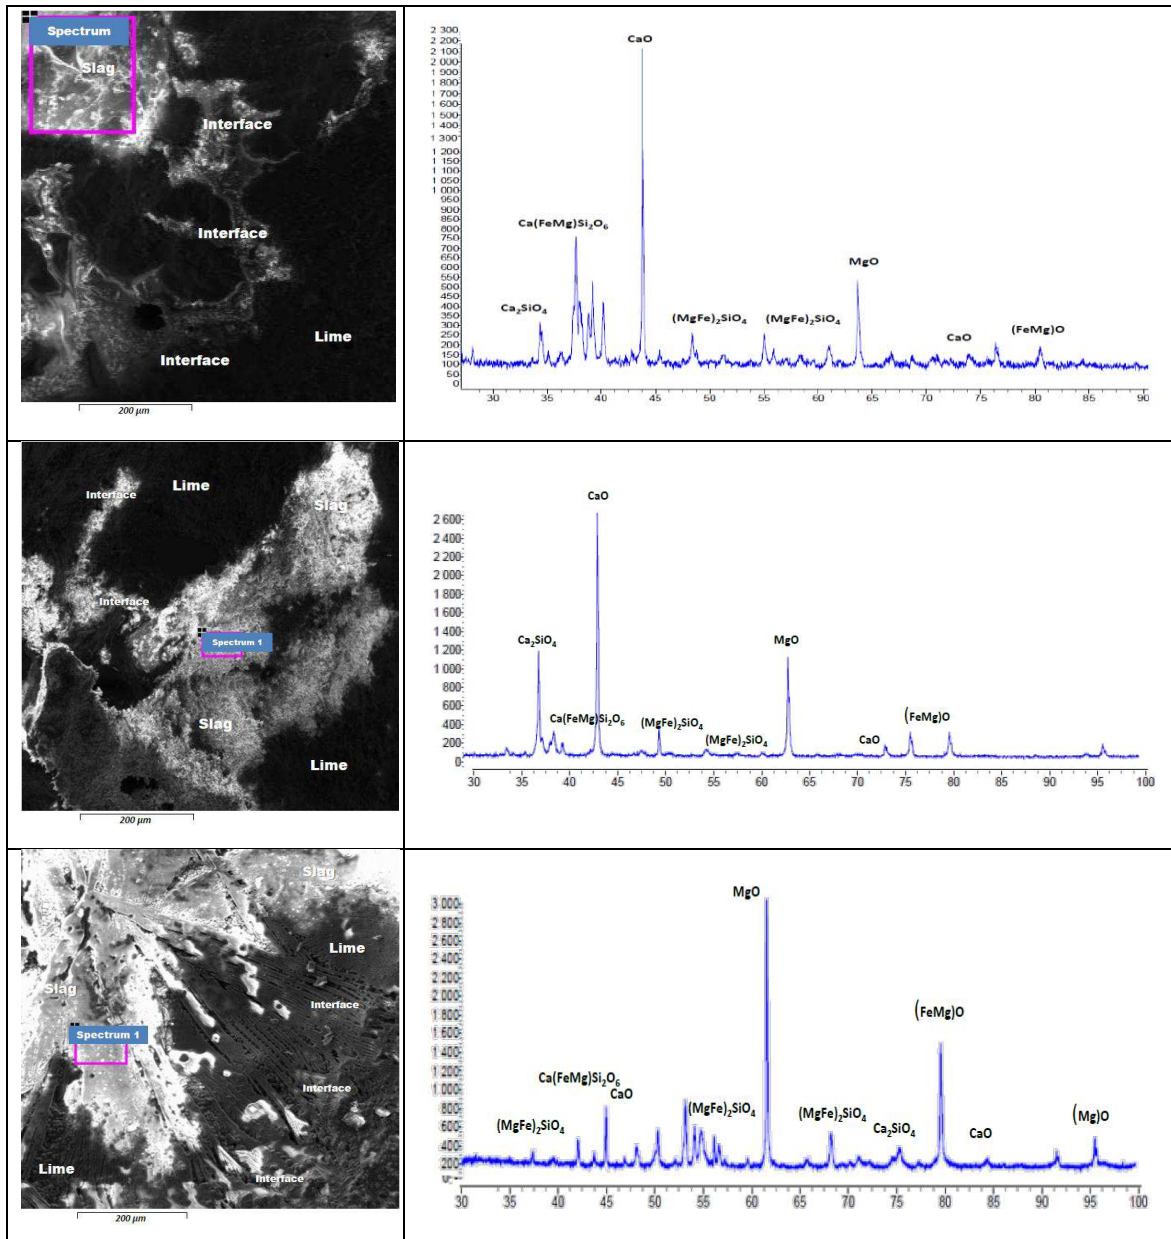 Spectrum
Slag
Interface
Interface
Interface
Lime
200 µm
2 300
2 200
2 100
2 000
1 900
1 800
1 700
1 600
1 500
1 400
1 300
1 200
1 150
1 100
1 050
1 000
950
900
850
800
750
700
650
600
550
500
450
400
350
300
250
200
150
100
50
0
CaO
Ca(FeMg)Si₂O₆
MgO
Ca₂SiO₄
(MgFe)₂SiO₄
(MgFe)₂SiO₄
CaO
(FeMg)O
30 35 40 45 50 55 60 65 70 75 80 85 90
Lime
Interface
Slag
Interface
Spectrum 1
Slag
Lime
200 µm
CaO
2 600
2 400
2 200
2 000
1 800
1 600
1 400
1 200
1 000
800
600
400
200
0
Ca₂SiO₄
MgO
Ca(FeMg)Si₂O₆
(MgFe)₂SiO₄
(MgFe)₂SiO₄
CaO
(FeMg)O
30 35 40 45 50 55 60 65 70 75 80 85 90 95 100
Slag
Lime
Slag
Interface
Spectrum 1
Interface
Lime
Interface
200 µm
MgO
3 000
2 800
2 600
2 400
2 200
2 000
1 800
1 600
1 400
1 200
1 000
800
600
400
200
0
(FeMg)O
Ca(FeMg)Si₂O₆
CaO
(MgFe)₂SiO₄
(MgFe)₂SiO₄
(MgFe)₂SiO₄
Ca₂SiO₄
CaO
(Mg)O
30 35 40 45 50 55 60 65 70 75 80 85 90 95 100